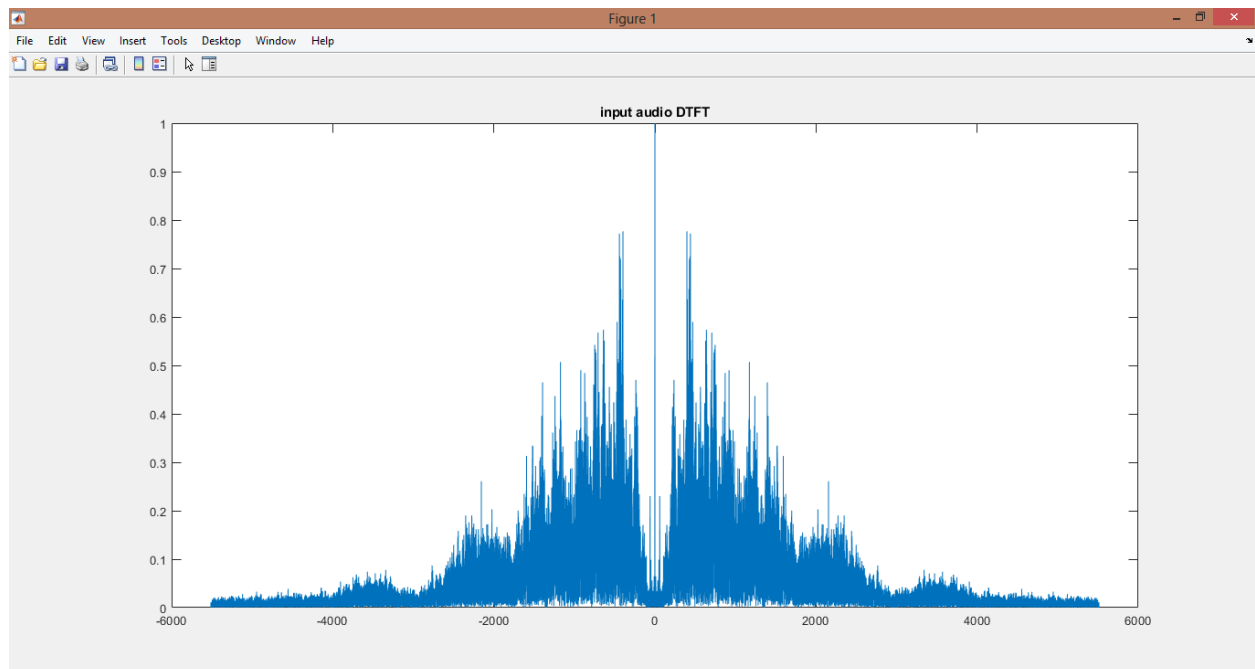 Figure 1
File Edit View Insert Tools Desktop Window Help
input audio DTFT
1
0.9
0.8
0.7
0.6
0.5
0.4
0.3
0.2
0.1
0
-6000 -4000 -2000 0 2000 4000 6000